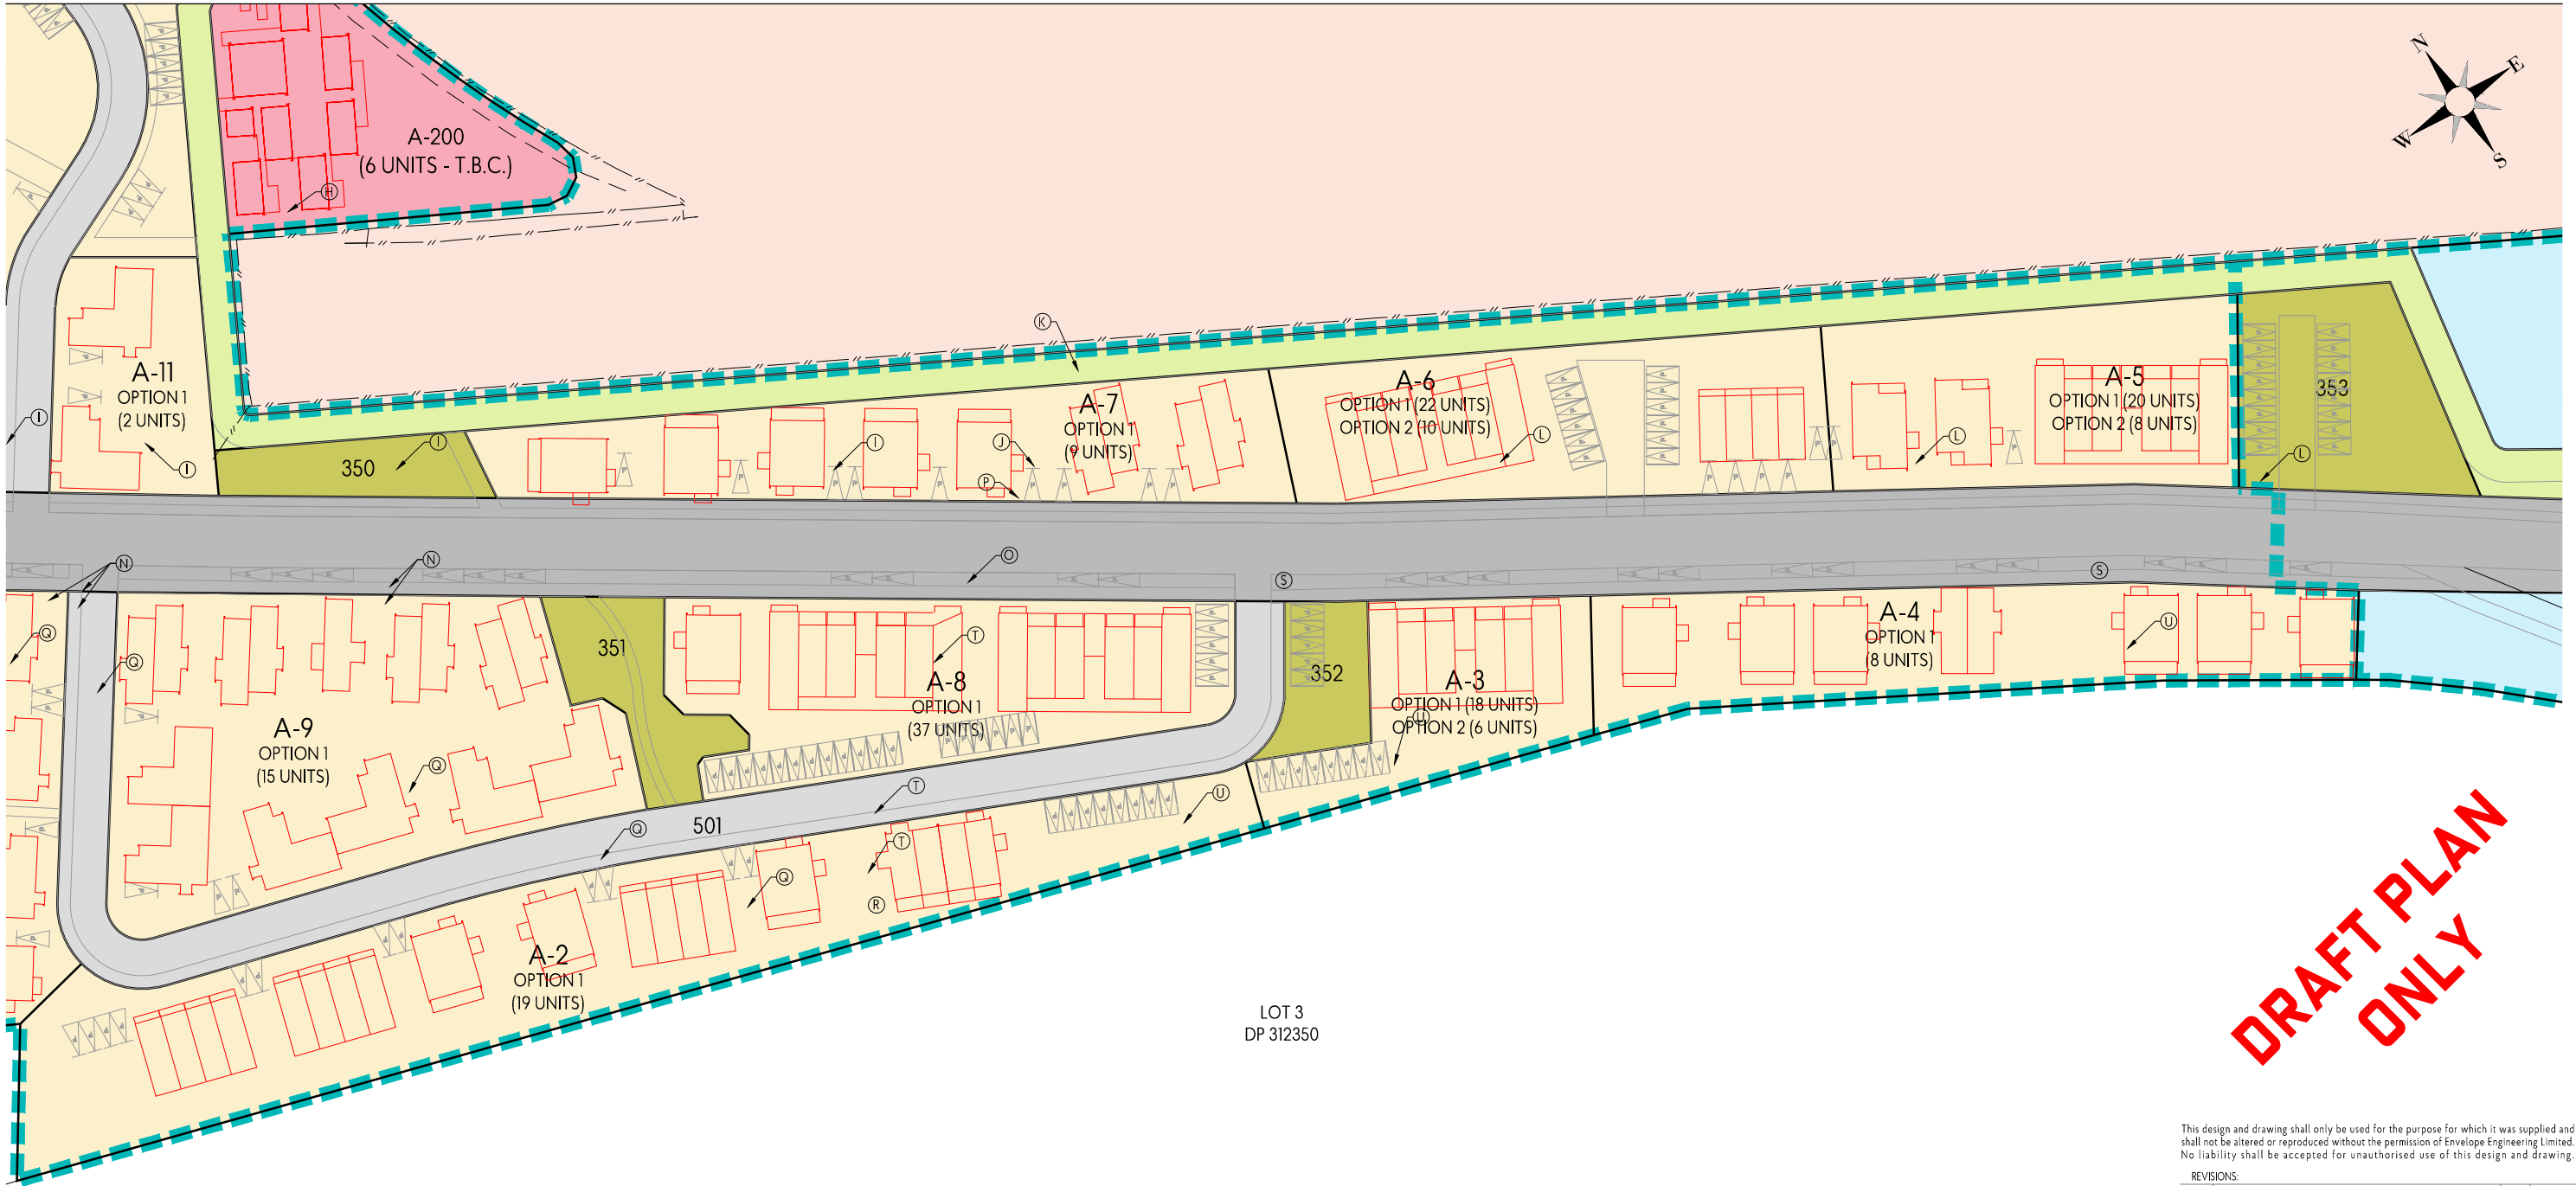 N
E
W
S
A-200
(6 UNITS - T.B.C.)
H
K
A-11
OPTION 1
(2 UNITS)
I
I
350
I
I
J
P
A-7
OPTION 1
(9 UNITS)
A-6
OPTION 1 (22 UNITS)
OPTION 2 (10 UNITS)
L
L
A-5
OPTION 1 (20 UNITS)
OPTION 2 (8 UNITS)
353
L
N
N
O
S
S
Q
Q
351
T
A-8
OPTION 1
(37 UNITS)
352
A-3
OPTION 1 (18 UNITS)
OPTION 2 (6 UNITS)
U
A-4
OPTION 1
(8 UNITS)
U
A-9
OPTION 1
(15 UNITS)
Q
T
U
501
Q
T
Q
R
A-2
OPTION 1
(19 UNITS)
LOT 3
DP 312350
DRAFT PLAN
ONLY
This design and drawing shall only be used for the purpose for which it was supplied and
shall not be altered or reproduced without the permission of Envelope Engineering Limited.
No liability shall be accepted for unauthorised use of this design and drawing.
REVISIONS: